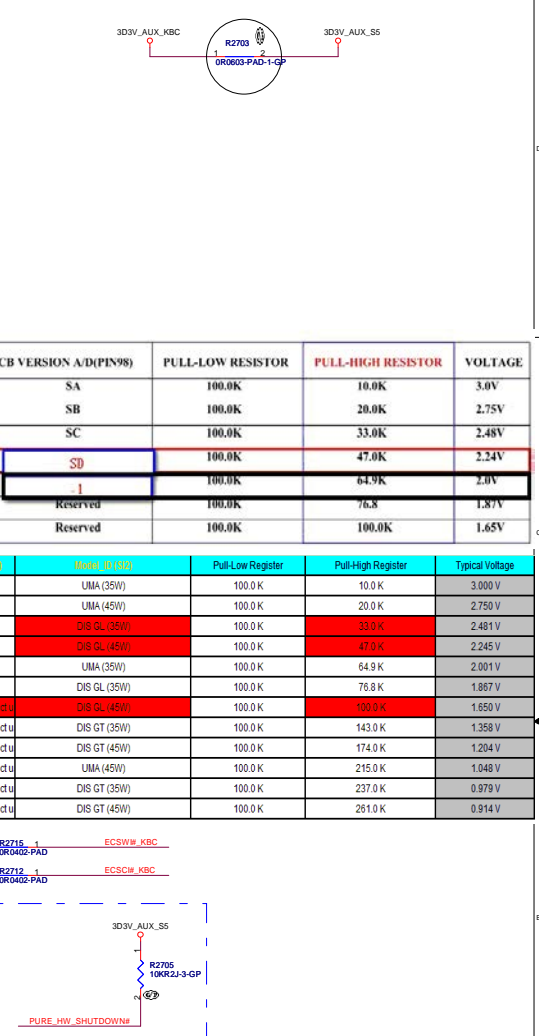 3D3V_AUX_KBC
3D3V_AUX_S5
R2703
1 2
0R0603-PAD-1-GP
CB VERSION A/D(PIN98) PULL-LOW RESISTOR PULL-HIGH RESISTOR VOLTAGE
SA 100.0K 10.0K 3.0V
SB 100.0K 20.0K 2.75V
SC 100.0K 33.0K 2.48V
SD 100.0K 47.0K 2.24V
-1 100.0K 64.9K 2.0V
Reserved 100.0K 76.8 1.87V
Reserved 100.0K 100.0K 1.65V
Model_ID (S/2) Pull-Low Register Pull-High Register Typical Voltage
UMA (35W) 100.0 K 10.0 K 3.000 V
UMA (45W) 100.0 K 20.0 K 2.750 V
DIS GL (35W) 100.0 K 33.0 K 2.481 V
DIS GL (45W) 100.0 K 47.0 K 2.245 V
UMA (35W) 100.0 K 64.9 K 2.001 V
DIS GL (35W) 100.0 K 76.8 K 1.867 V
ctu DIS GL (45W) 100.0 K 100.0 K 1.650 V
ctu DIS GT (35W) 100.0 K 143.0 K 1.358 V
ctu DIS GT (45W) 100.0 K 174.0 K 1.204 V
ctu UMA (45W) 100.0 K 215.0 K 1.048 V
ctu DIS GT (35W) 100.0 K 237.0 K 0.979 V
ctu DIS GT (45W) 100.0 K 261.0 K 0.914 V
R2715 1 ECSWI#_KBC
0R0402-PAD
R2712 1 ECSCI#_KBC
0R0402-PAD
3D3V_AUX_S5
1
R2705
10KR2J-3-GP
2
PURE_HW_SHUTDOWN#